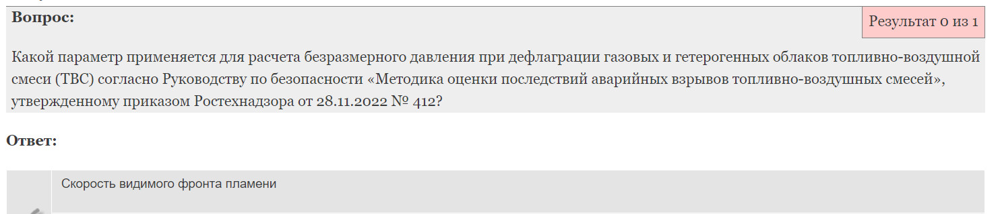 Вопрос:
Результат 0 из 1
Какой параметр применяется для расчета безразмерного давления при дефлаграции газовых и гетерогенных облаков топливно-воздушной
смеси (ТВС) согласно Руководству по безопасности «Методика оценки последствий аварийных взрывов топливно-воздушных смесей»,
утвержденному приказом Ростехнадзора от 28.11.2022 № 412?
Ответ:
Скорость видимого фронта пламени